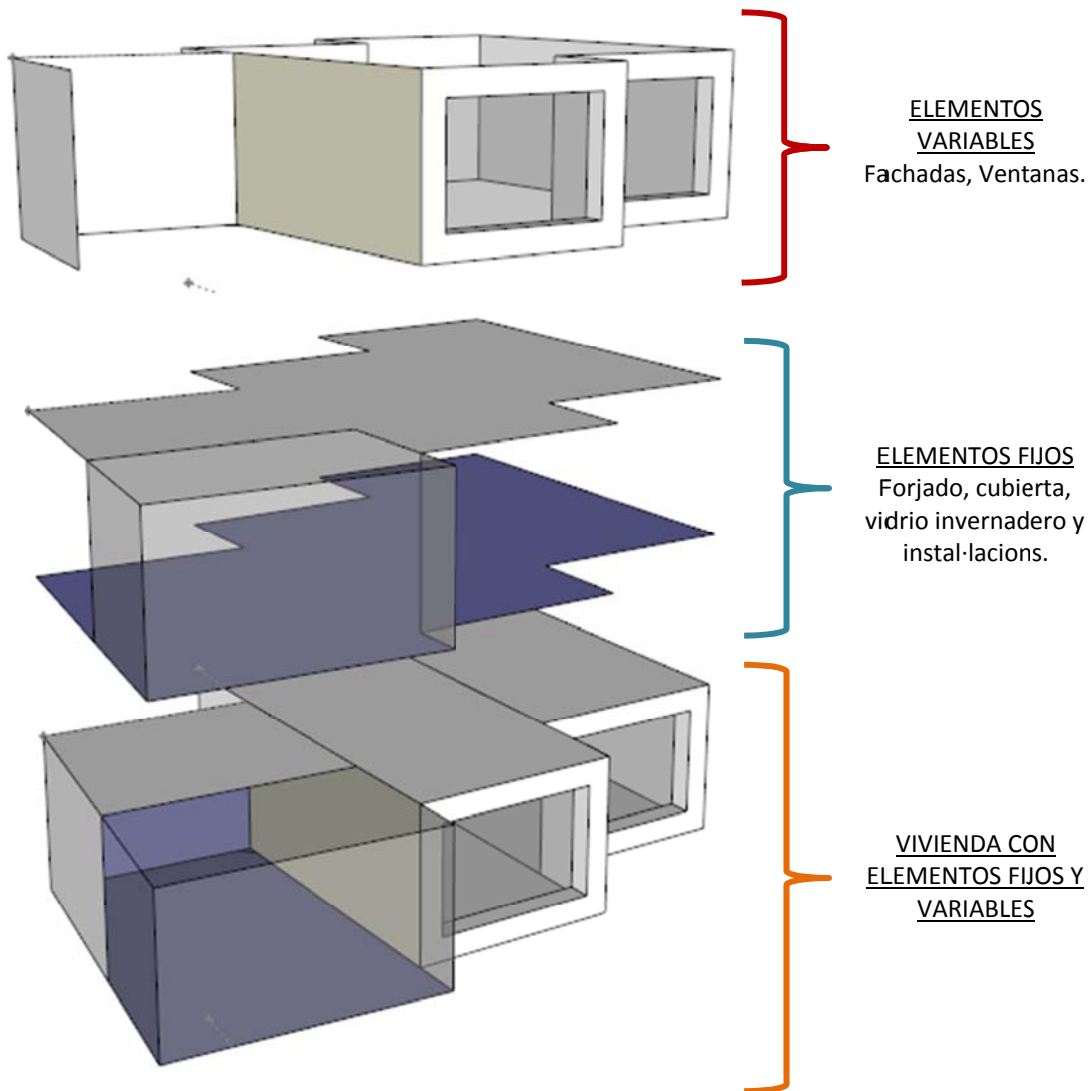 ELEMENTOS
VARIABLES
Fachadas, Ventanas.
ELEMENTOS FIJOS
Forjado, cubierta,
vidrio invernadero y
instal·lacions.
VIVIENDA CON
ELEMENTOS FIJOS Y
VARIABLES